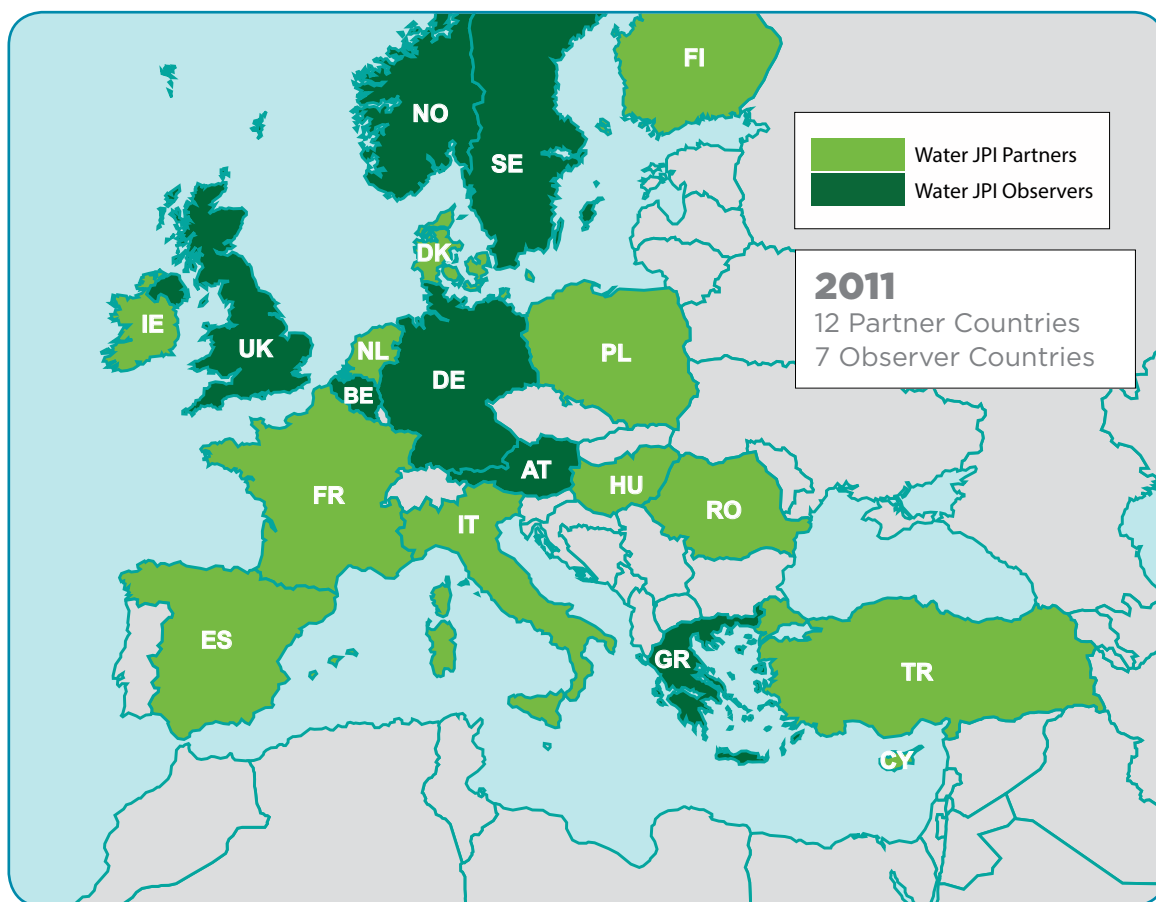 FI
NO
SE
Water JPI Partners
Water JPI Observers
DK
2011
12 Partner Countries
7 Observer Countries
IE
UK
NL
PL
BE
DE
AT
FR
HU
RO
IT
ES
GR
TR
CY